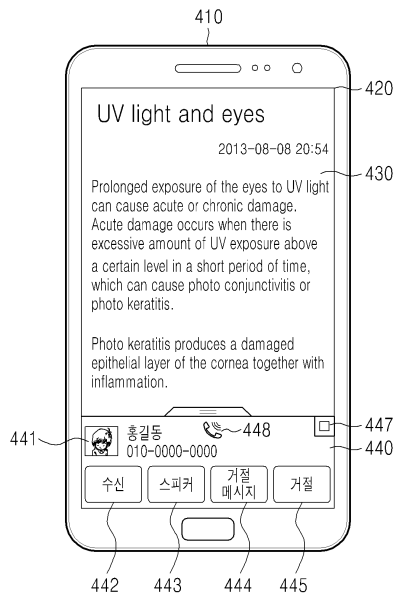 410
420
UV light and eyes
2013-08-08 20:54
430
Prolonged exposure of the eyes to UV light
can cause acute or chronic damage.
Acute damage occurs when there is
excessive amount of UV exposure above
a certain level in a short period of time,
which can cause photo conjunctivitis or
photo keratitis.
Photo keratitis produces a damaged
epithelial layer of the cornea together with
inflammation.
447
441
홍길동
448
440
010-0000-0000
수신
스피커
거절
메시지
거절
442
443
444
445